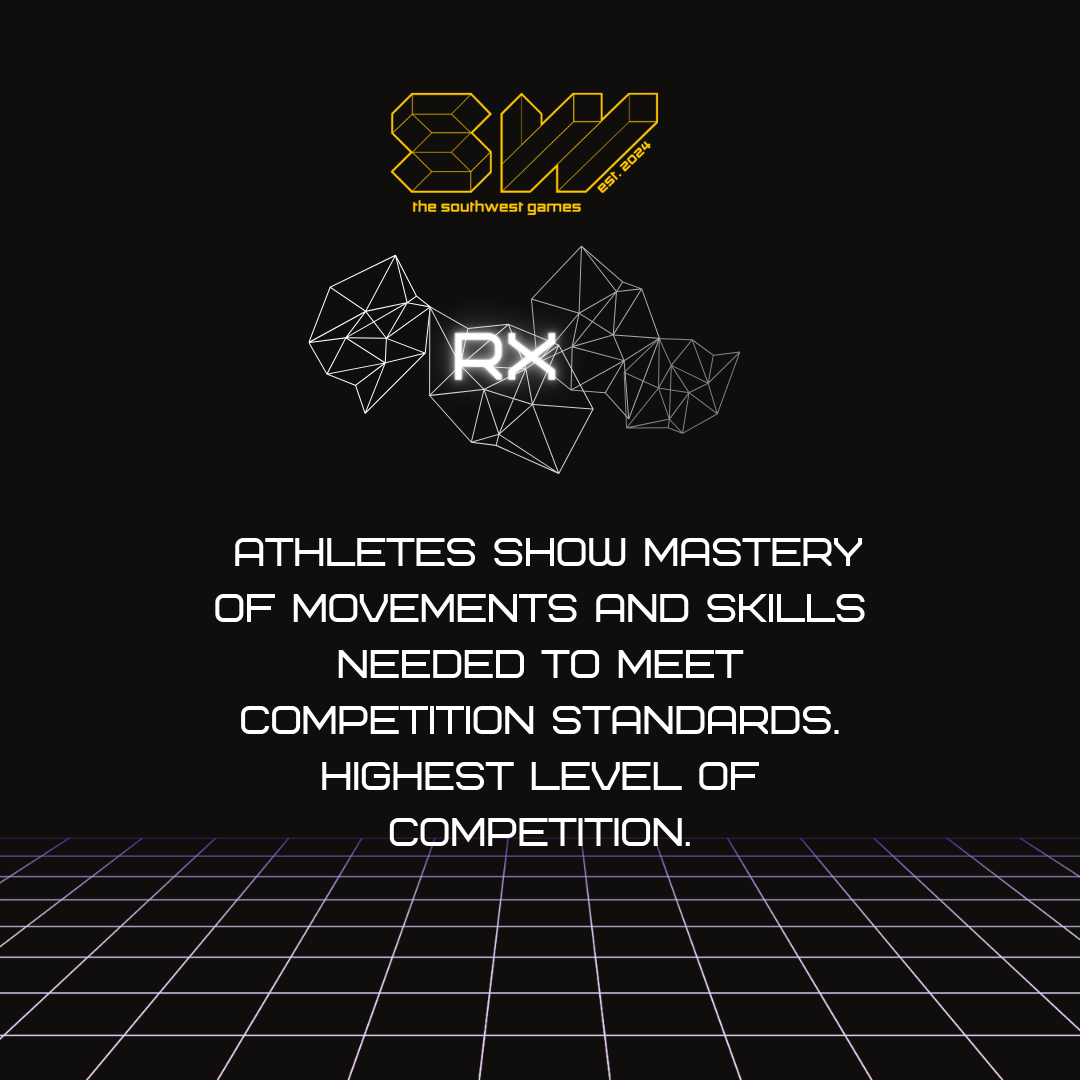 SW
est. 2024
the southwest games
RX
ATHLETES SHOW MASTERY
OF MOVEMENTS AND SKILLS
NEEDED TO MEET
COMPETITION STANDARDS.
HIGHEST LEVEL OF
COMPETITION.